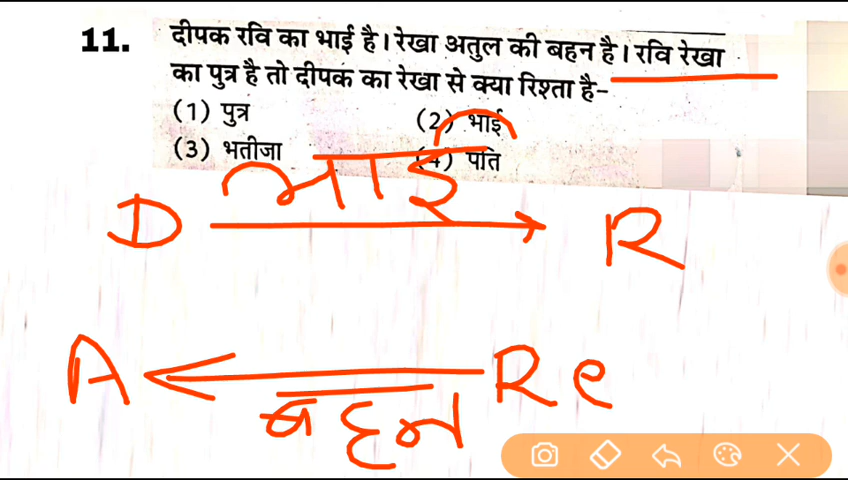 11. दीपक रवि का भाई है। रेखा अतुल की बहन है। रवि रेखा
का पुत्र है तो दीपक का रेखा से क्या रिश्ता है–
(1) पुत्र (2) भाई
(3) भतीजा (4) पति
D भाई R
A बहन Re